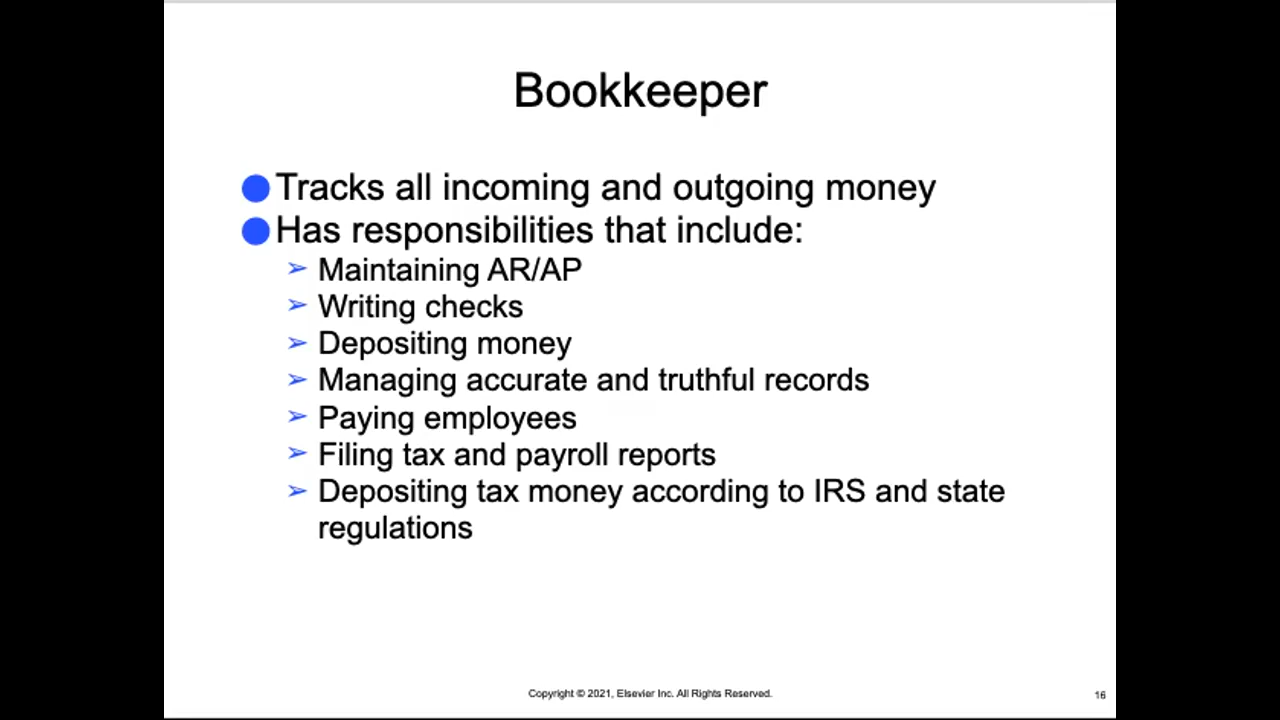 Bookkeeper
Tracks all incoming and outgoing money
Has responsibilities that include:
Maintaining AR/AP
Writing checks
Depositing money
Managing accurate and truthful records
Paying employees
Filing tax and payroll reports
Depositing tax money according to IRS and state
regulations
Copyright © 2021, Elsevier Inc. All Rights Reserved.
16